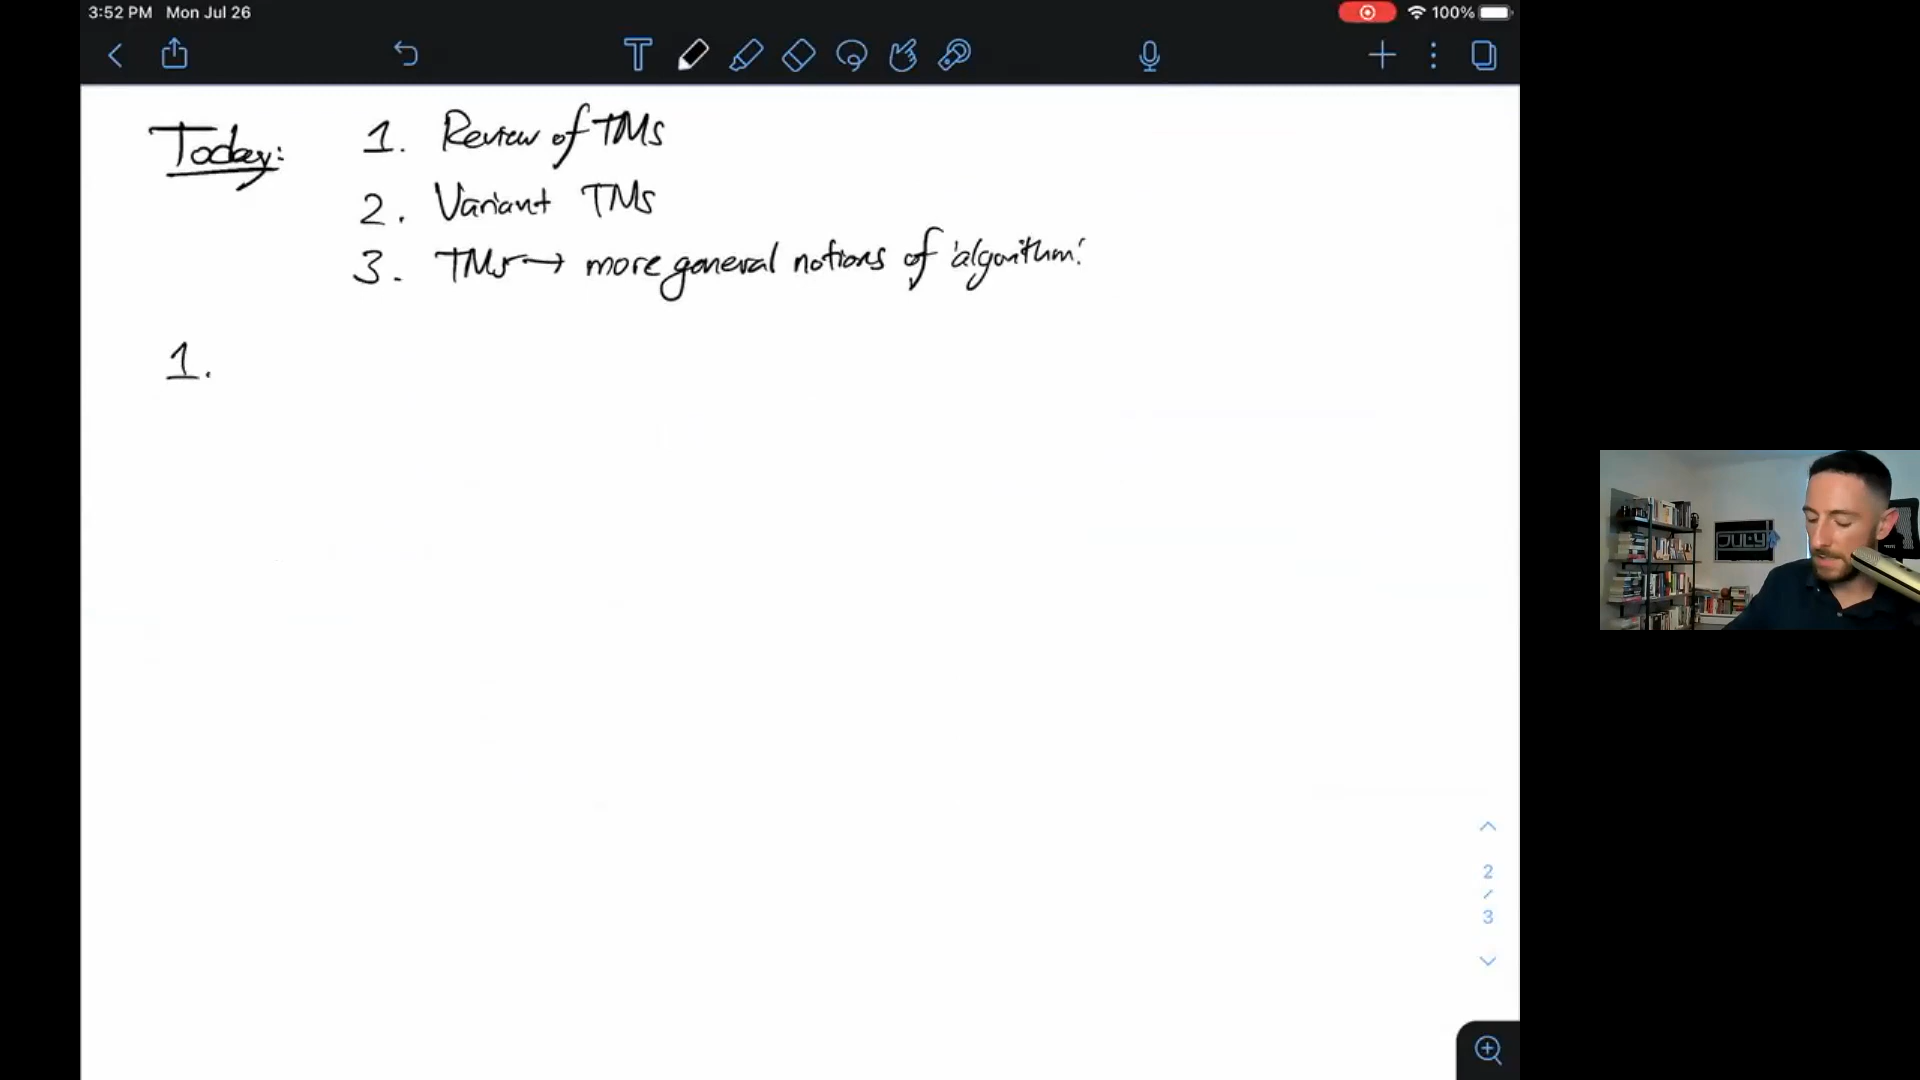 3:52 PM Mon Jul 26
100%
Today: 1. Review of TMs
2. Variant TMs
3. TMs → more general notions of 'algorithm'
1.
JULY
2
/
3